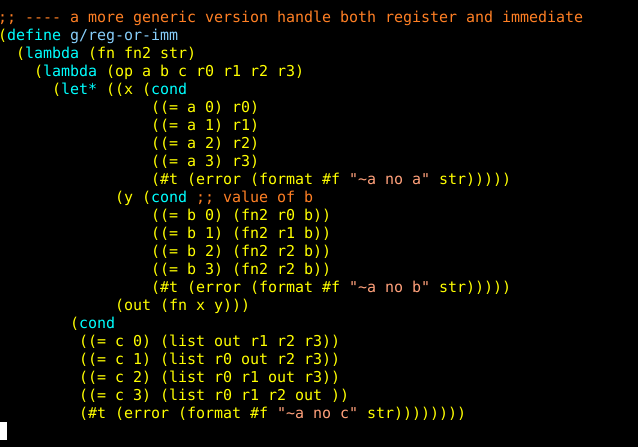 ;; ---- a more generic version handle both register and immediate
(define g/reg-or-imm
  (lambda (fn fn2 str)
    (lambda (op a b c r0 r1 r2 r3)
      (let* ((x (cond
                 ((= a 0) r0)
                 ((= a 1) r1)
                 ((= a 2) r2)
                 ((= a 3) r3)
                 (#t (error (format #f "~a no a" str)))))
             (y (cond ;; value of b
                 ((= b 0) (fn2 r0 b))
                 ((= b 1) (fn2 r1 b))
                 ((= b 2) (fn2 r2 b))
                 ((= b 3) (fn2 r2 b))
                 (#t (error (format #f "~a no b" str)))))
             (out (fn x y)))
        (cond
         ((= c 0) (list out r1 r2 r3))
         ((= c 1) (list r0 out r2 r3))
         ((= c 2) (list r0 r1 out r3))
         ((= c 3) (list r0 r1 r2 out ))
         (#t (error (format #f "~a no c" str))))))))